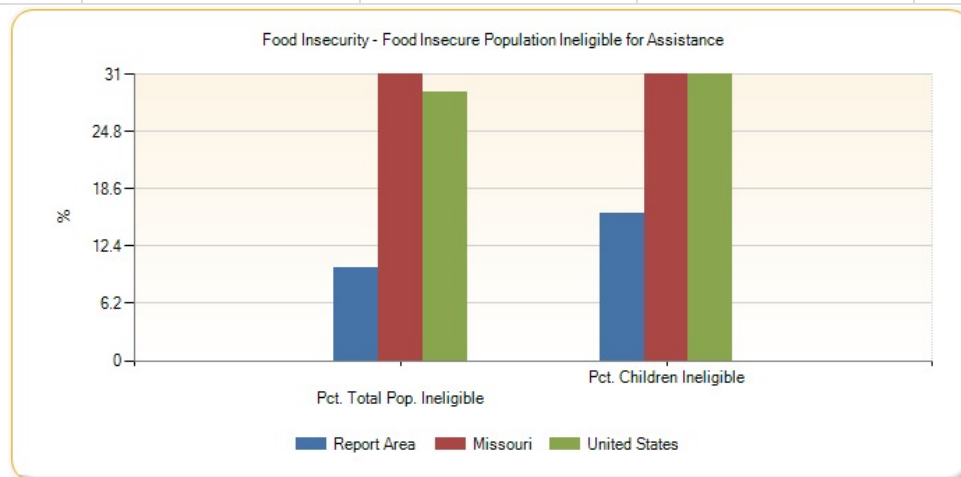 Food Insecurity - Food Insecure Population Ineligible for Assistance
31
24.8
18.6
12.4
6.2
0
%
Pct. Total Pop. Ineligible
Pct. Children Ineligible
Report Area Missouri United States